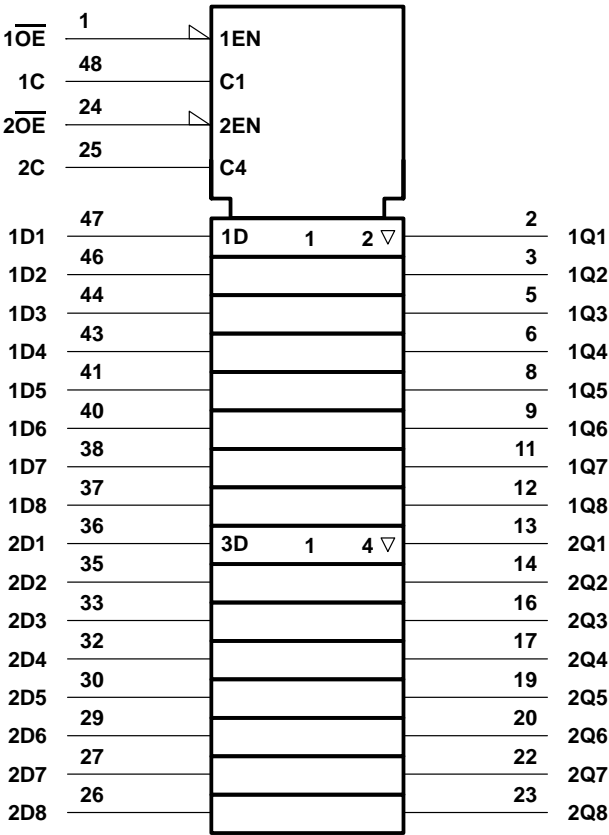 1O̅E̅ 1 1EN
1C 48 C1
2O̅E̅ 24 2EN
2C 25 C4
1D1 47 1D 1 2 ▽ 2 1Q1
1D2 46 3 1Q2
1D3 44 5 1Q3
1D4 43 6 1Q4
1D5 41 8 1Q5
1D6 40 9 1Q6
1D7 38 11 1Q7
1D8 37 12 1Q8
2D1 36 3D 1 4 ▽ 13 2Q1
2D2 35 14 2Q2
2D3 33 16 2Q3
2D4 32 17 2Q4
2D5 30 19 2Q5
2D6 29 20 2Q6
2D7 27 22 2Q7
2D8 26 23 2Q8